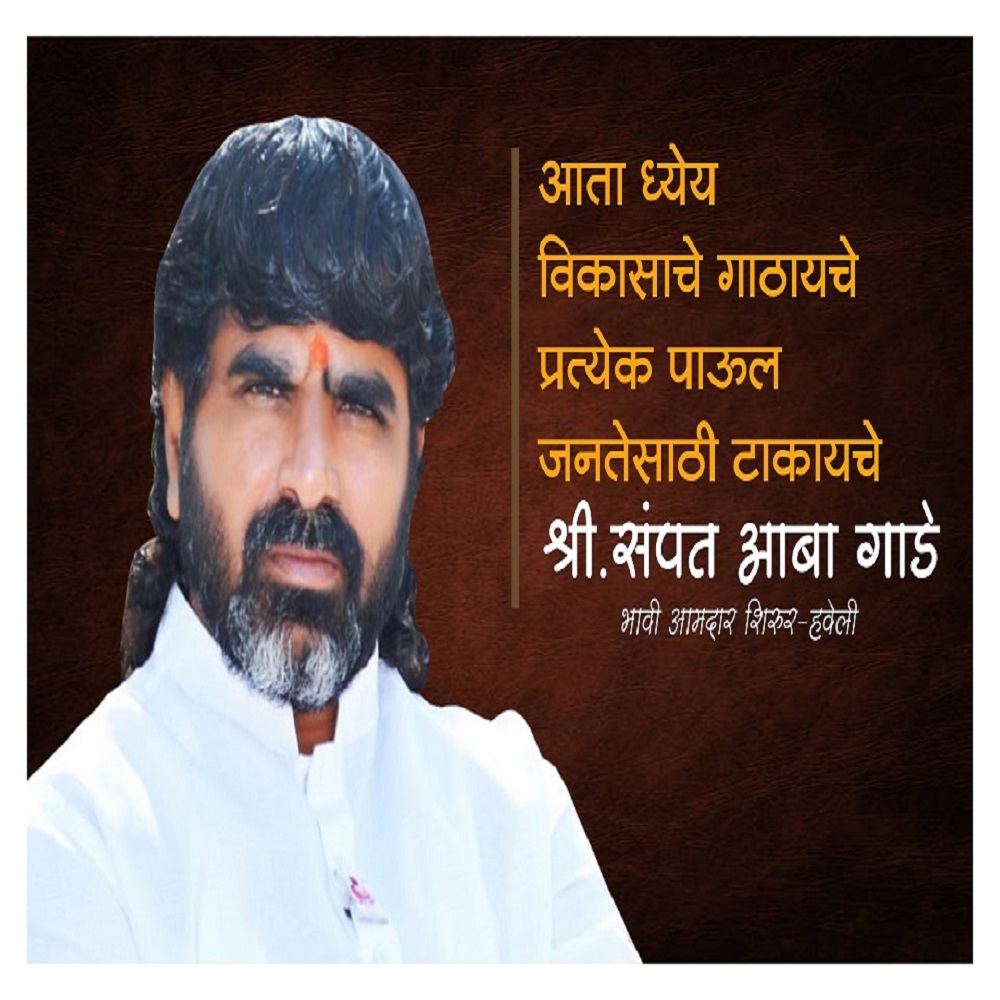 आता ध्येय
विकासाचे गाठायचे
प्रत्येक पाऊल
जनतेसाठी टाकायचे
श्री.संपत आबा गाडे
भावी आमदार शिरुर-हवेली